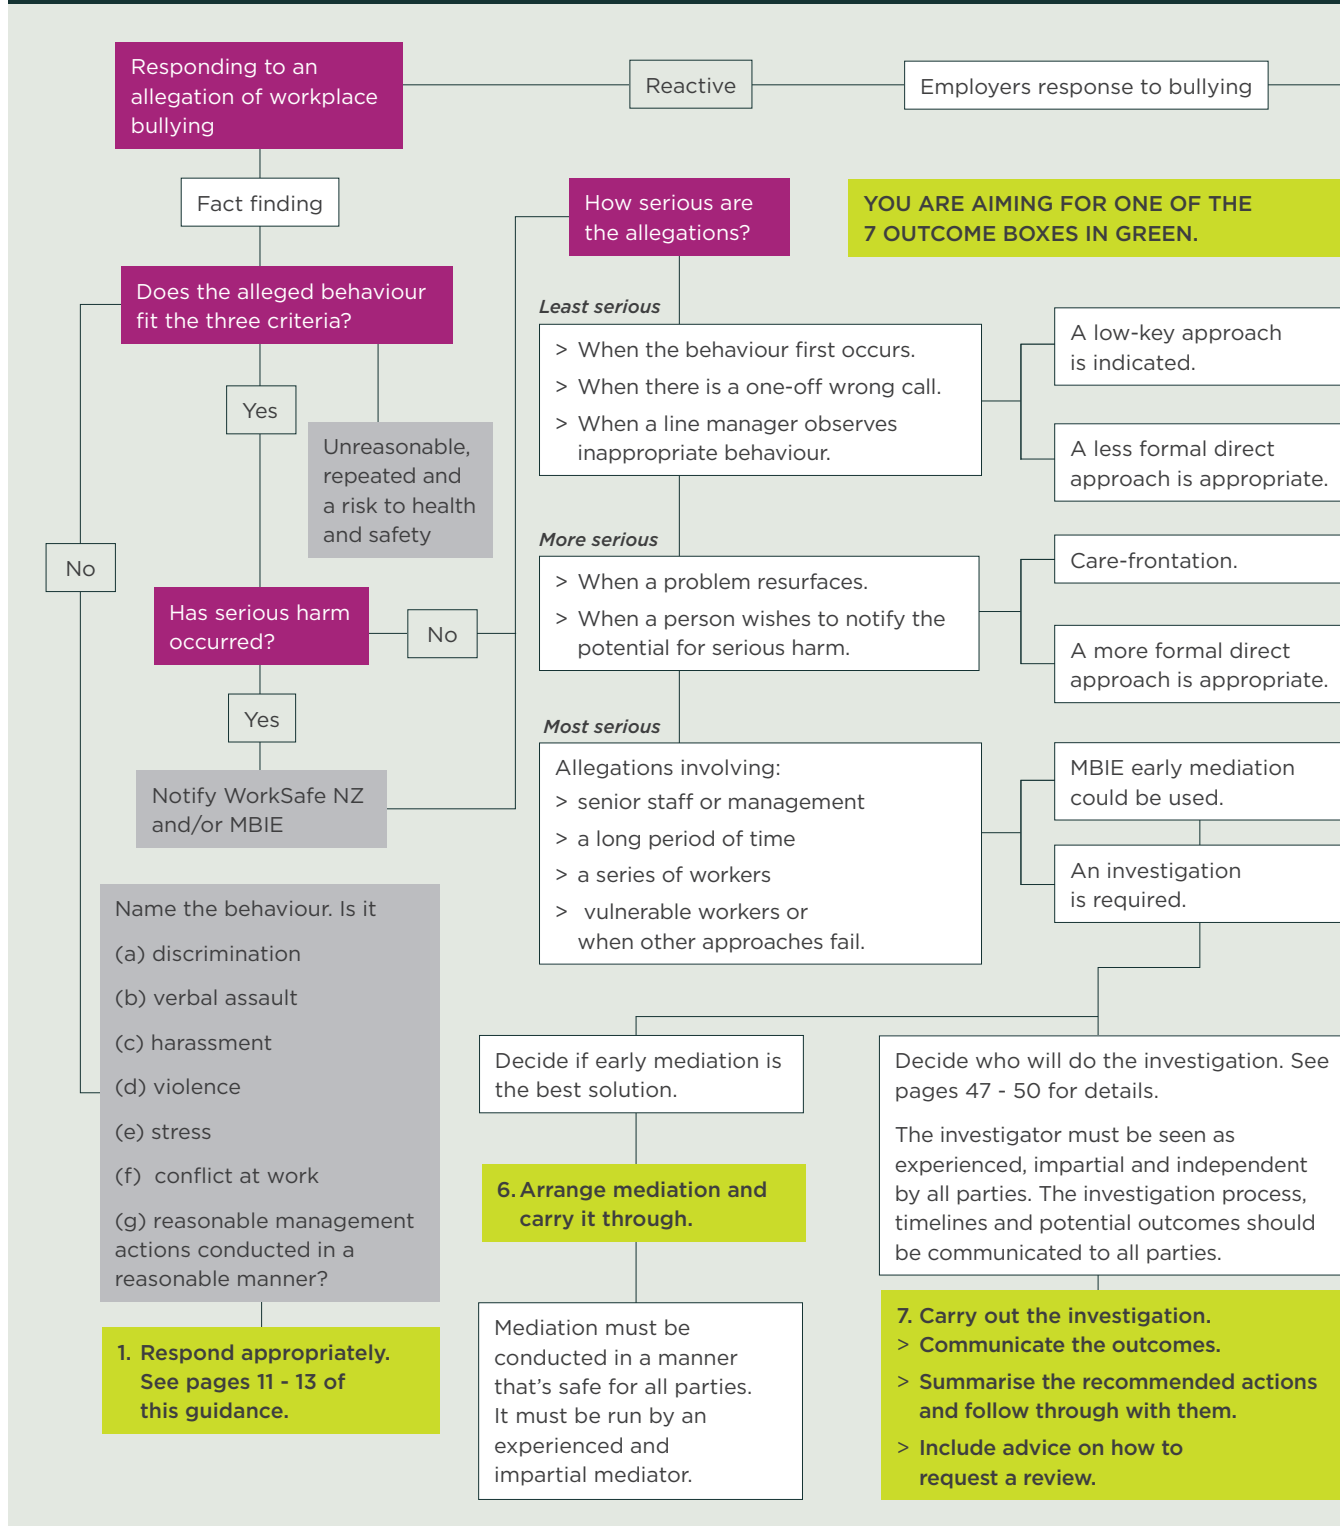 Responding to an
allegation of workplace
bullying
Reactive
Employers response to bullying
Fact finding
How serious are
the allegations?
YOU ARE AIMING FOR ONE OF THE
7 OUTCOME BOXES IN GREEN.
Does the alleged behaviour
fit the three criteria?
Yes
Unreasonable,
repeated and
a risk to health
and safety
No
Has serious harm
occurred?
No
Yes
Notify WorkSafe NZ
and/or MBIE
Least serious
> When the behaviour first occurs.
> When there is a one-off wrong call.
> When a line manager observes
inappropriate behaviour.
A low-key approach
is indicated.
A less formal direct
approach is appropriate.
More serious
> When a problem resurfaces.
> When a person wishes to notify the
potential for serious harm.
Care-frontation.
A more formal direct
approach is appropriate.
Most serious
Allegations involving:
> senior staff or management
> a long period of time
> a series of workers
> vulnerable workers or
when other approaches fail.
MBIE early mediation
could be used.
An investigation
is required.
Name the behaviour. Is it
(a) discrimination
(b) verbal assault
(c) harassment
(d) violence
(e) stress
(f) conflict at work
(g) reasonable management
actions conducted in a
reasonable manner?
1. Respond appropriately.
See pages 11 - 13 of
this guidance.
Decide if early mediation is
the best solution.
6. Arrange mediation and
carry it through.
Mediation must be
conducted in a manner
that's safe for all parties.
It must be run by an
experienced and
impartial mediator.
Decide who will do the investigation. See
pages 47 - 50 for details.
The investigator must be seen as
experienced, impartial and independent
by all parties. The investigation process,
timelines and potential outcomes should
be communicated to all parties.
7. Carry out the investigation.
> Communicate the outcomes.
> Summarise the recommended actions
and follow through with them.
> Include advice on how to
request a review.